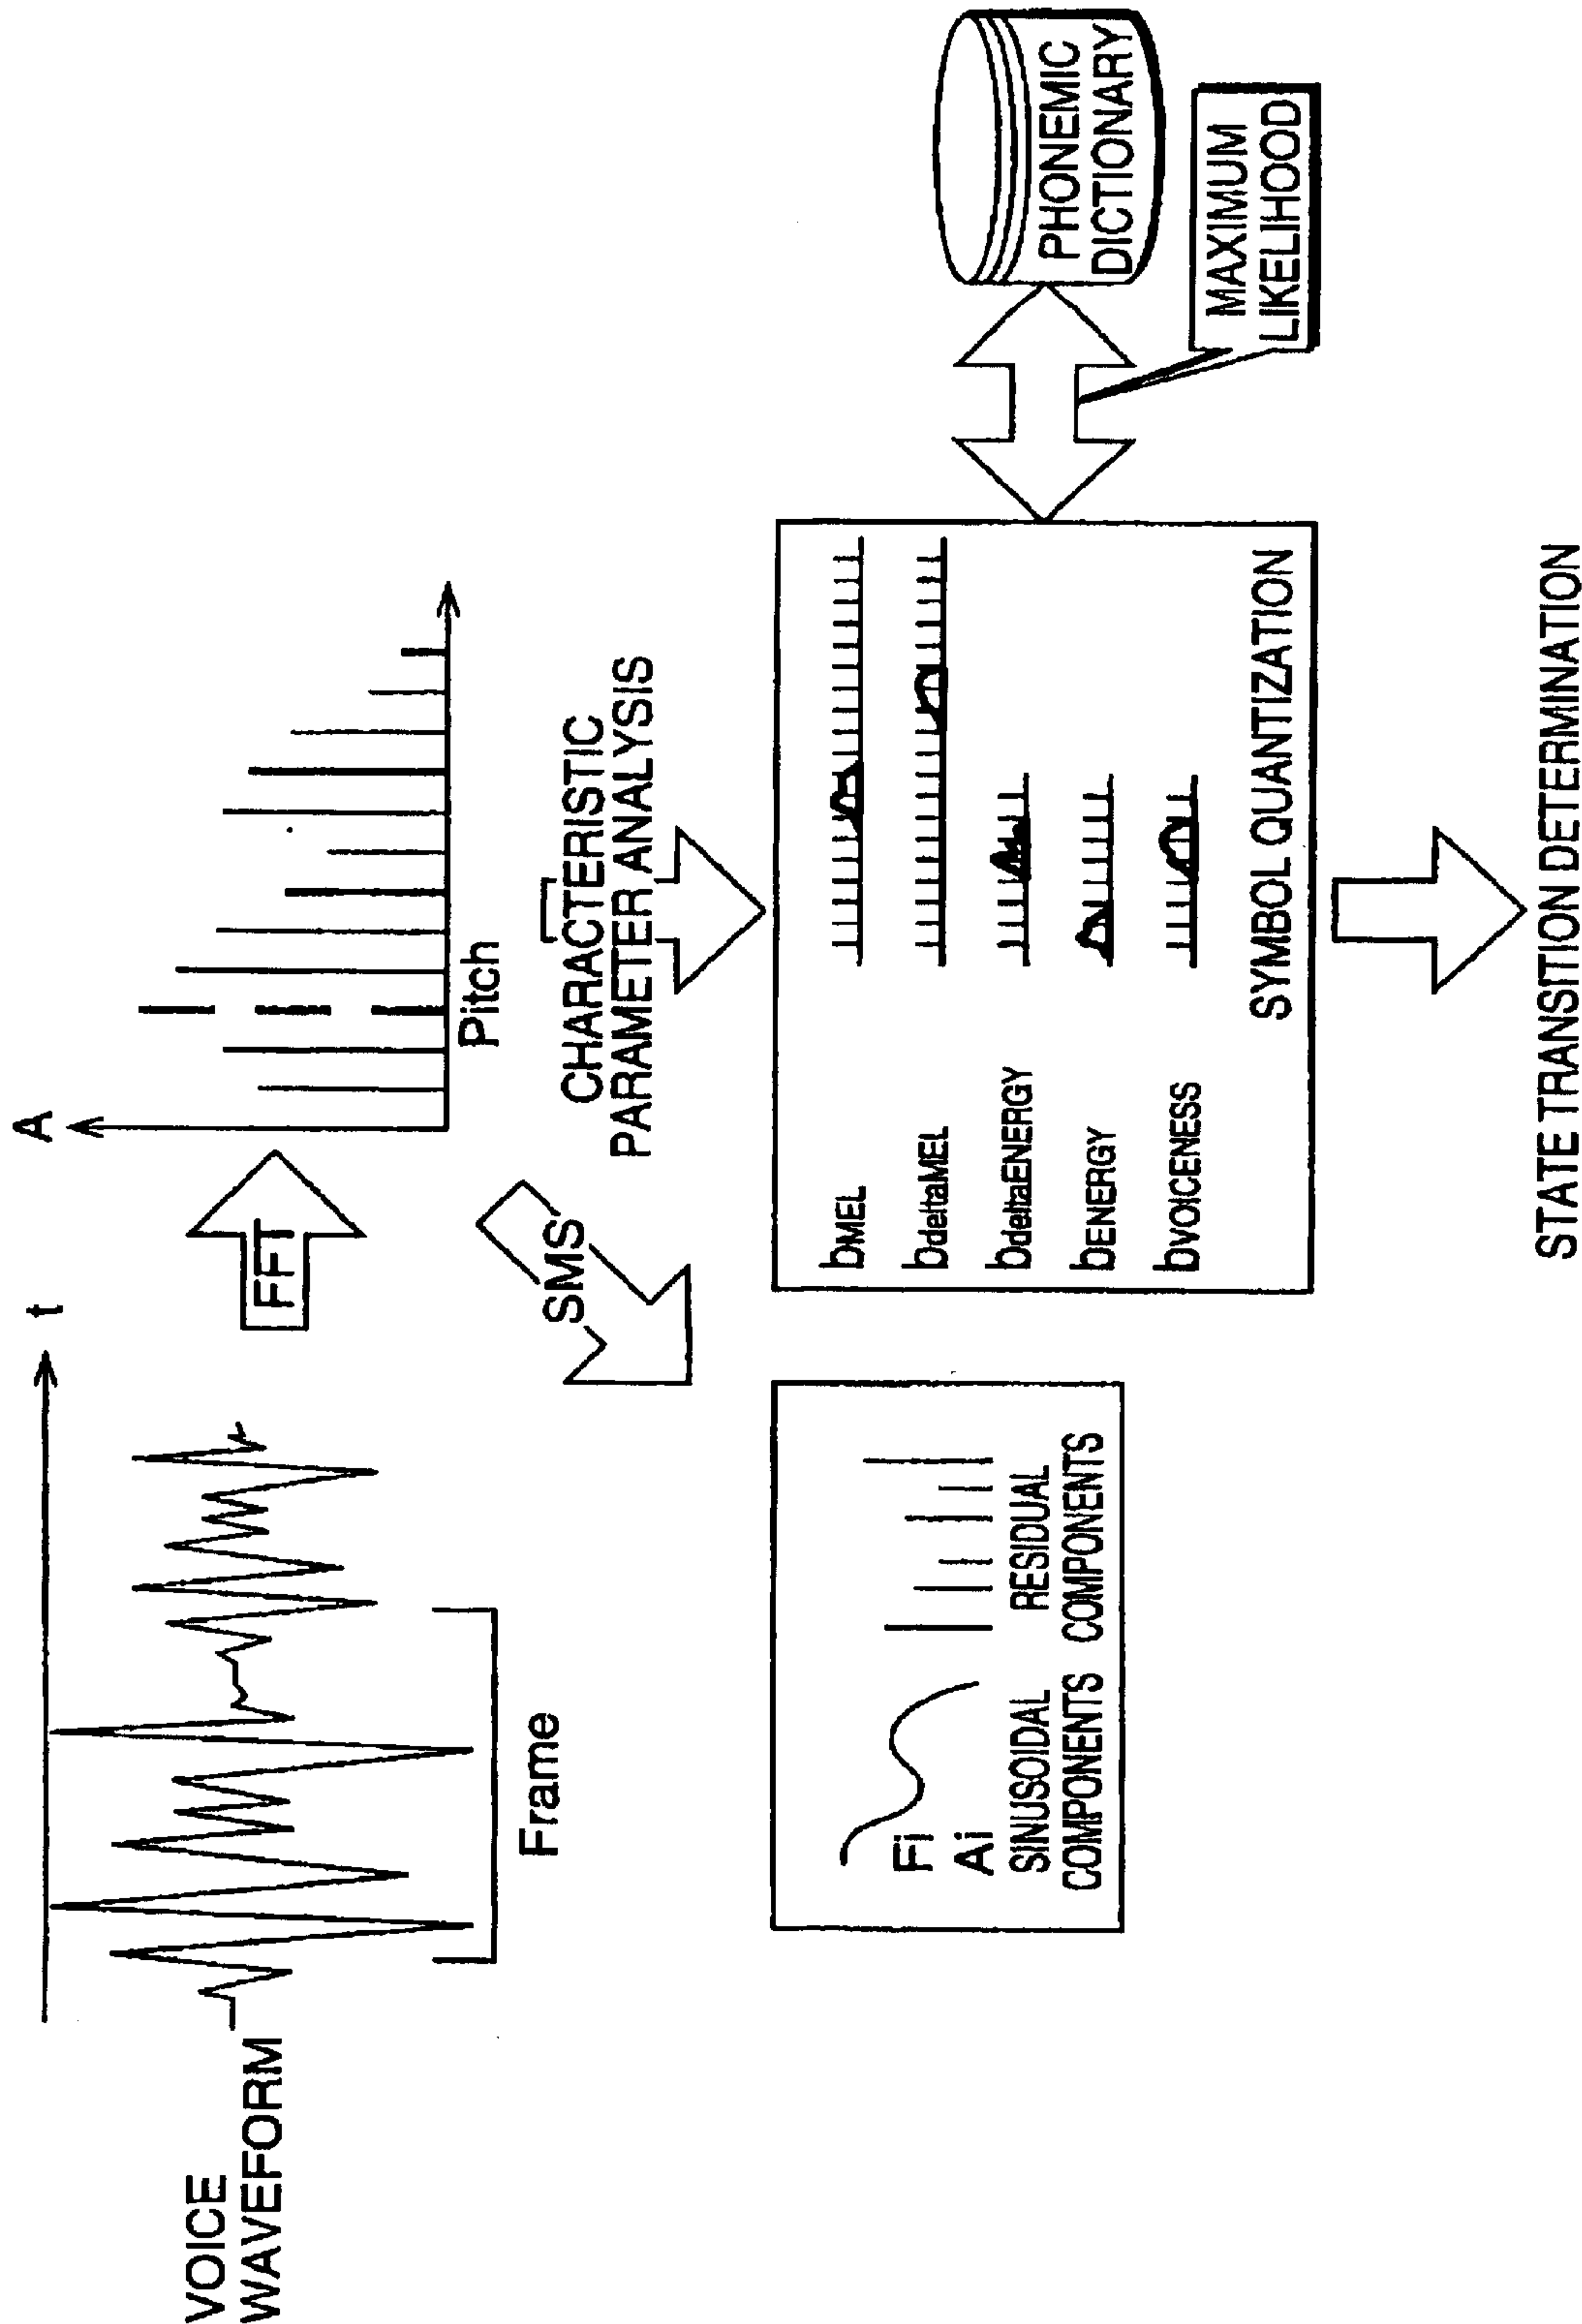 VOICE
WAVEFORM
t
Frame
FFT
A
Pitch
SMS
CHARACTERISTIC
PARAMETER ANALYSIS
Fi
Ai
SINUSOIDAL
COMPONENTS
RESIDUAL
COMPONENTS
bMEL
bdeltaMEL
bdeltaENERGY
bENERGY
bVOICENESS
SYMBOL QUANTIZATION
PHONEMIC
DICTIONARY
MAXIMUM
LIKELIHOOD
STATE TRANSITION DETERMINATION